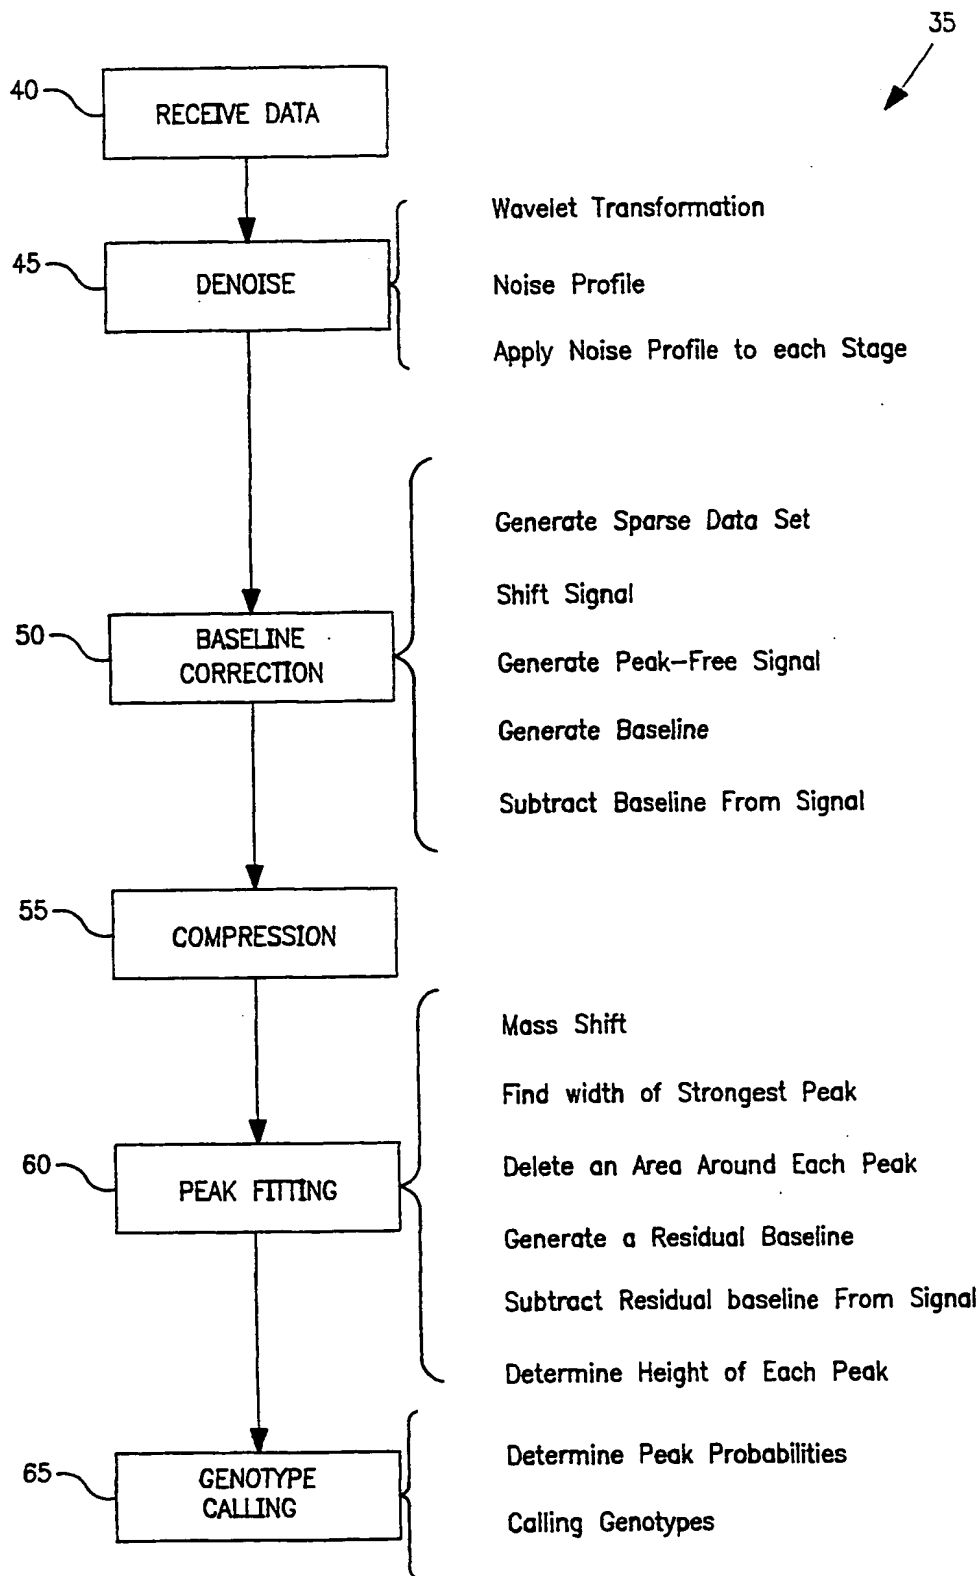 35
40
RECEIVE DATA
Wavelet Transformation
45
DENOISE
Noise Profile
Apply Noise Profile to each Stage
Generate Sparse Data Set
Shift Signal
50
BASELINE
CORRECTION
Generate Peak-Free Signal
Generate Baseline
Subtract Baseline From Signal
55
COMPRESSION
Mass Shift
Find width of Strongest Peak
60
PEAK FITTING
Delete an Area Around Each Peak
Generate a Residual Baseline
Subtract Residual baseline From Signal
Determine Height of Each Peak
65
GENOTYPE
CALLING
Determine Peak Probabilities
Calling Genotypes